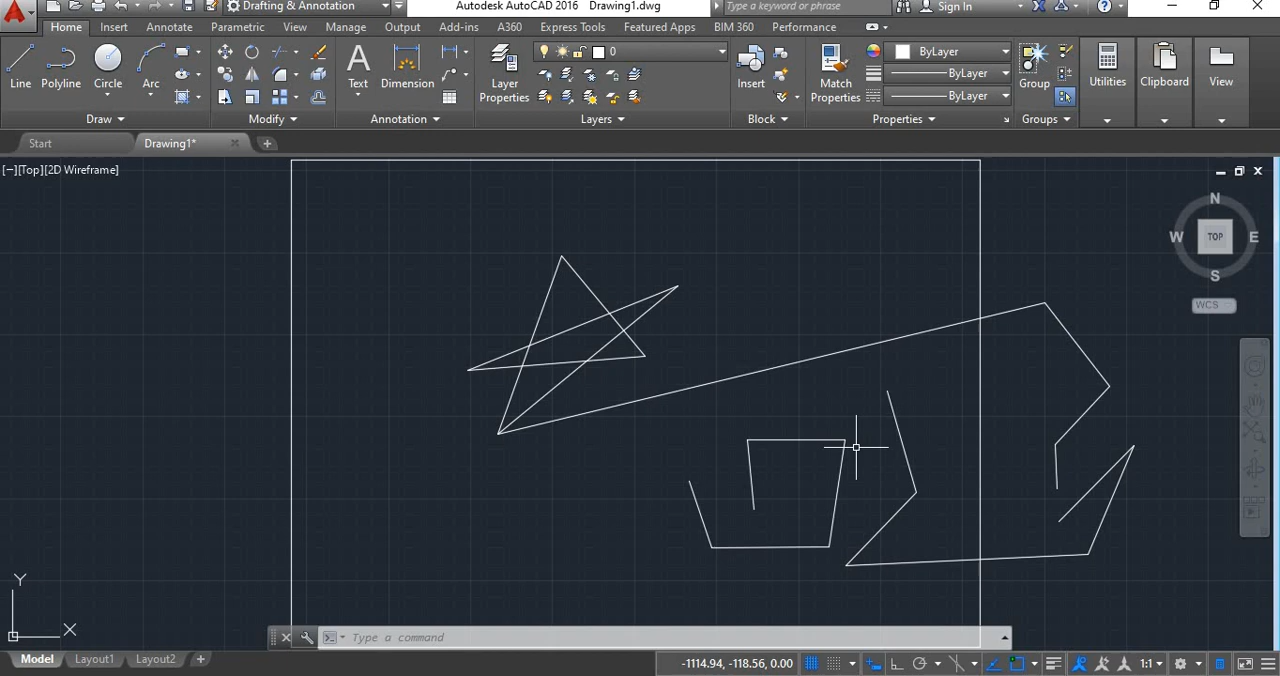 Drafting & Annotation
Autodesk AutoCAD 2016 Drawing1.dwg
Type a keyword or phrase
Sign In
Home Insert Annotate Parametric View Manage Output Add-ins A360 Express Tools Featured Apps BIM 360 Performance
0
ByLayer
ByLayer
ByLayer
Line Polyline Circle Arc
Text Dimension
Layer Properties
Insert
Match Properties
Group
Utilities
Clipboard
View
Draw
Modify
Annotation
Layers
Block
Properties
Groups
Start
Drawing1*
[−][Top][2D Wireframe]
N
W TOP E
S
WCS
Y
X
Type a command
Model Layout1 Layout2
-1114.94, -118.56, 0.00
1:1